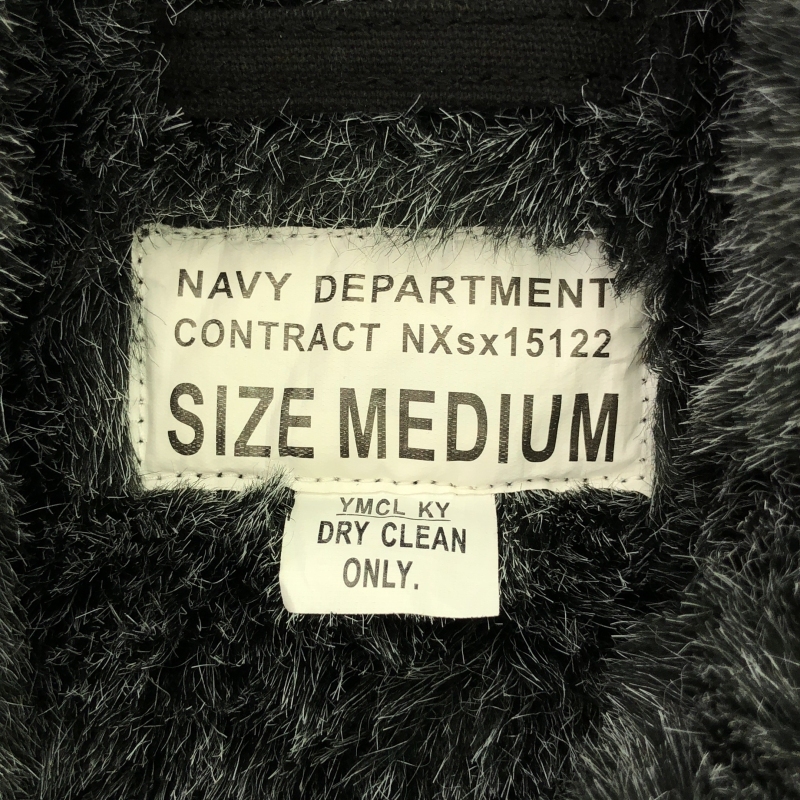 NAVY DEPARTMENT
CONTRACT NXsx15122
SIZE MEDIUM
YMCL KY
DRY CLEAN
ONLY.